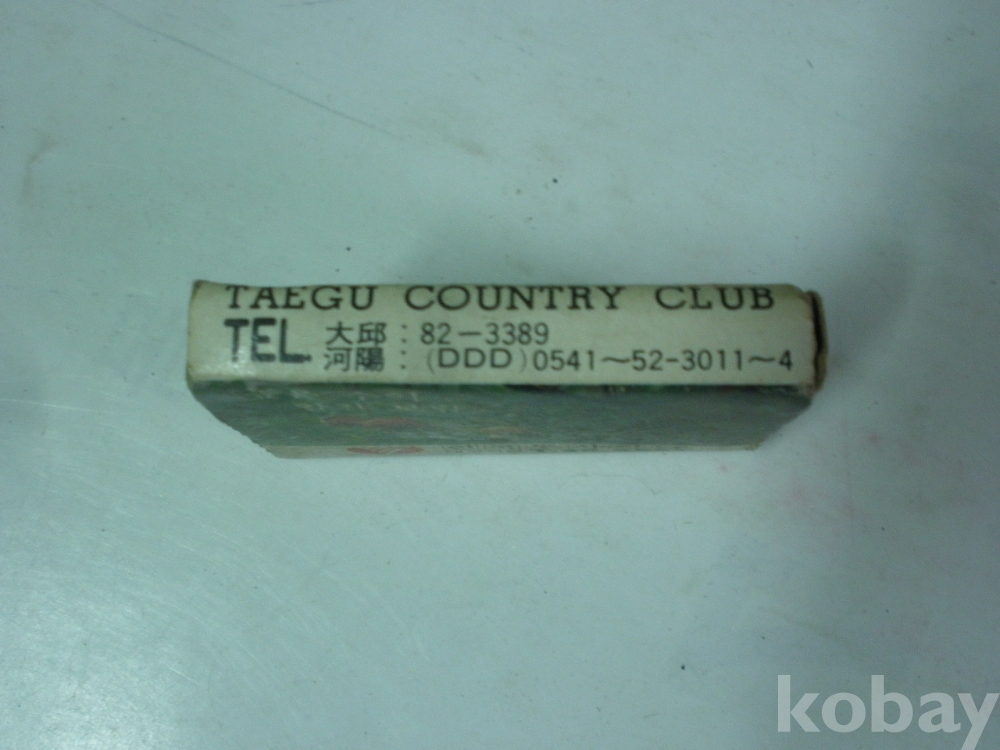 TAEGU COUNTRY CLUB
TEL 大邱 : 82-3389
河陽 : (DDD)0541~52-3011~4
kobay